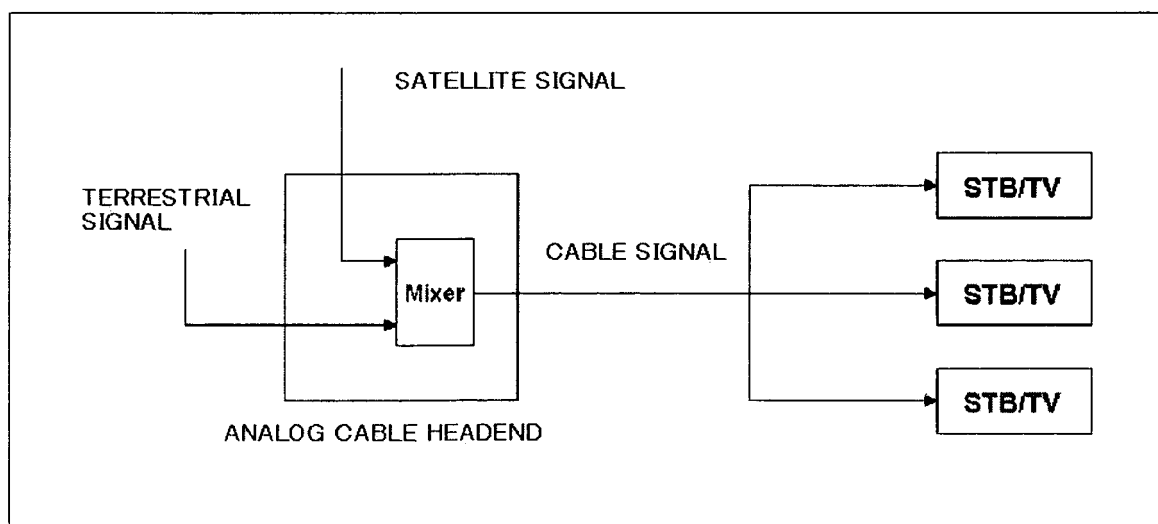 SATELLITE SIGNAL
TERRESTRIAL
SIGNAL
CABLE SIGNAL
Mixer
STB/TV
STB/TV
STB/TV
ANALOG CABLE HEADEND